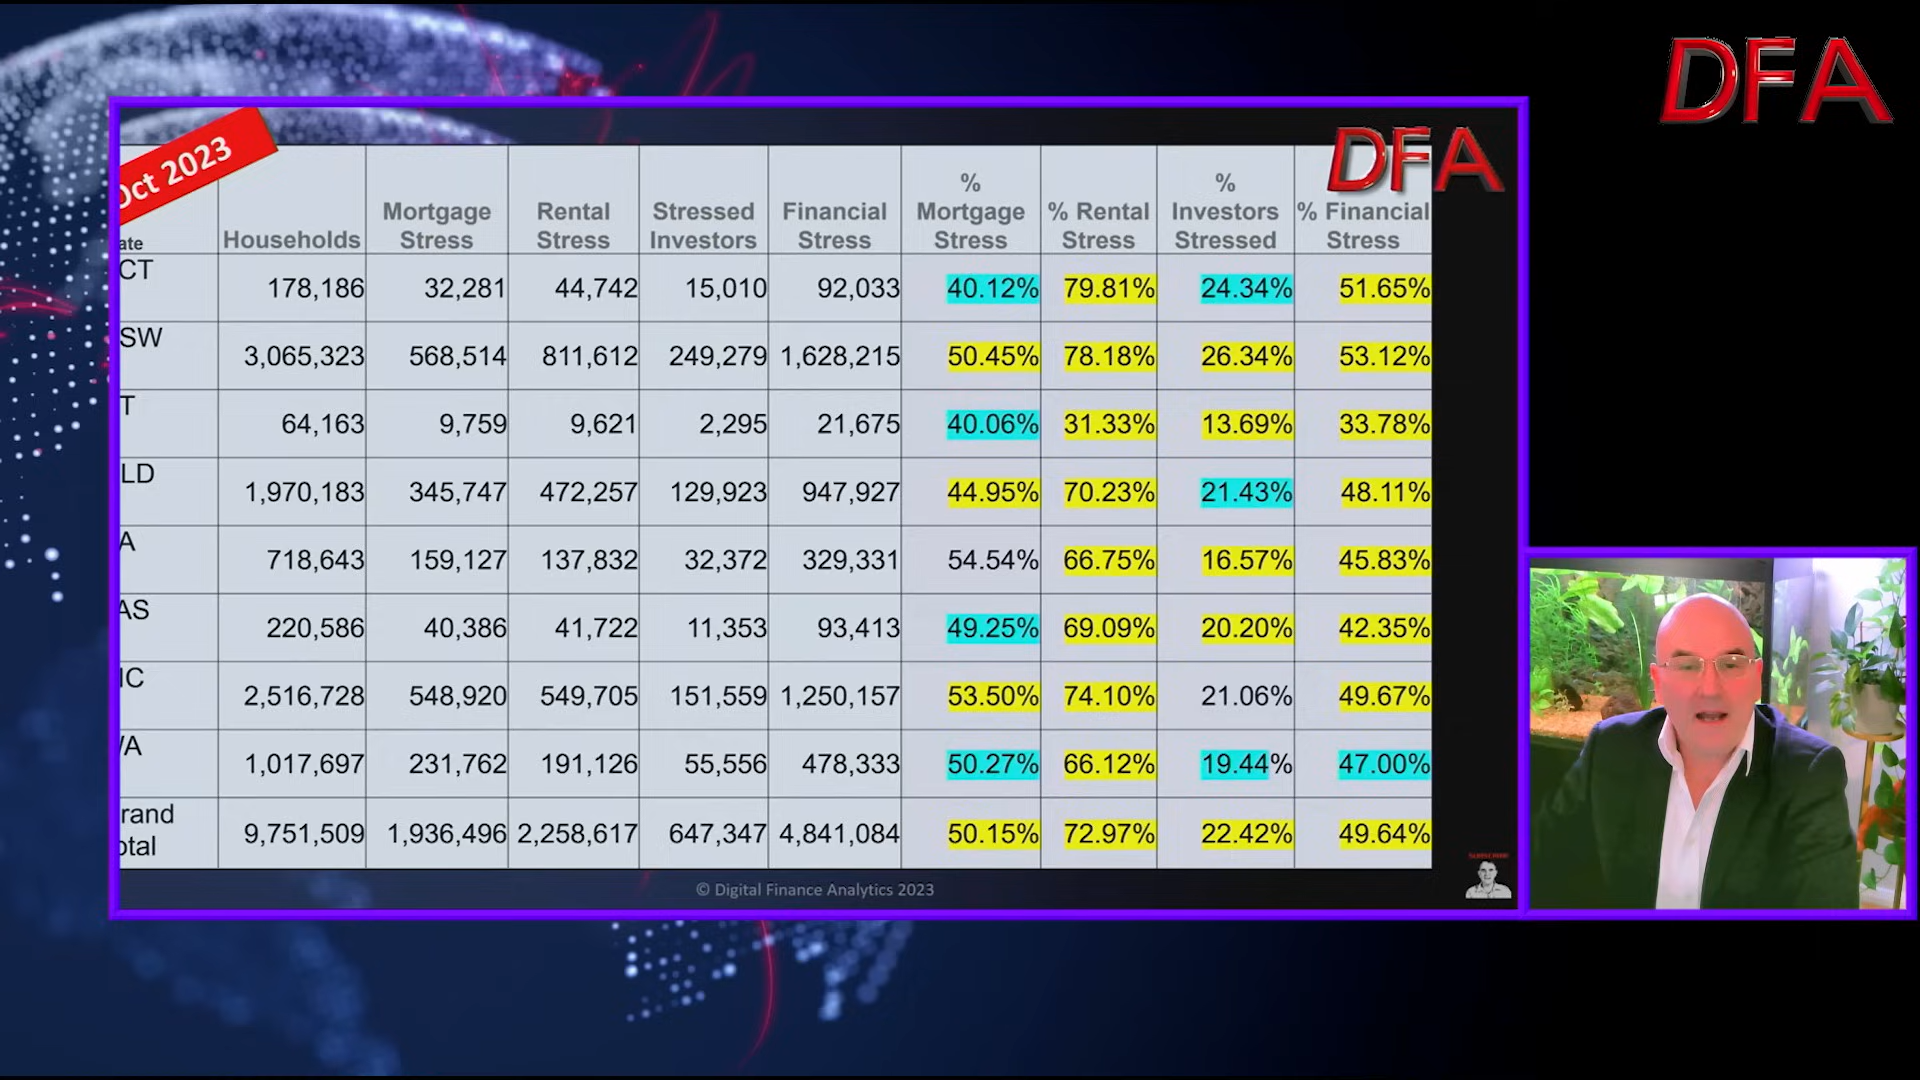 DFA
DFA
Oct 2023
ate Households Mortgage Stress Rental Stress Stressed Investors Financial Stress % Mortgage Stress % Rental Stress % Investors Stressed % Financial Stress
CT 178,186 32,281 44,742 15,010 92,033 40.12% 79.81% 24.34% 51.65%
SW 3,065,323 568,514 811,612 249,279 1,628,215 50.45% 78.18% 26.34% 53.12%
T 64,163 9,759 9,621 2,295 21,675 40.06% 31.33% 13.69% 33.78%
LD 1,970,183 345,747 472,257 129,923 947,927 44.95% 70.23% 21.43% 48.11%
A 718,643 159,127 137,832 32,372 329,331 54.54% 66.75% 16.57% 45.83%
AS 220,586 40,386 41,722 11,353 93,413 49.25% 69.09% 20.20% 42.35%
IC 2,516,728 548,920 549,705 151,559 1,250,157 53.50% 74.10% 21.06% 49.67%
/A 1,017,697 231,762 191,126 55,556 478,333 50.27% 66.12% 19.44% 47.00%
rand otal 9,751,509 1,936,496 2,258,617 647,347 4,841,084 50.15% 72.97% 22.42% 49.64%
© Digital Finance Analytics 2023